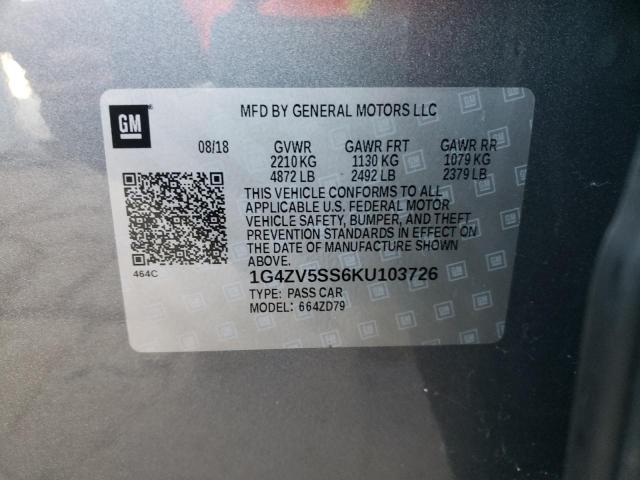 GM
MFD BY GENERAL MOTORS LLC
08/18 GVWR GAWR FRT GAWR RR
2210 KG 1130 KG 1079 KG
4872 LB 2492 LB 2379 LB
THIS VEHICLE CONFORMS TO ALL
APPLICABLE U.S. FEDERAL MOTOR
VEHICLE SAFETY, BUMPER, AND THEFT
PREVENTION STANDARDS IN EFFECT
ON THE DATE OF MANUFACTURE SHOWN
ABOVE.
464C
1G4ZV5SS6KU103726
TYPE: PASS CAR
MODEL: 664ZD79